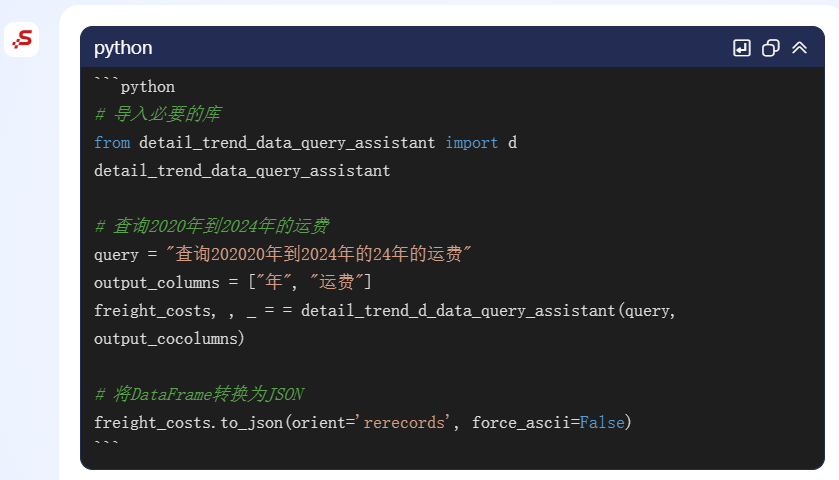 python
```python
# 导入必要的库
from detail_trend_data_query_assistant import d
detail_trend_data_query_assistant
# 查询2020年到2024年的运费
query = "查询202020年到2024年的24年的运费"
output_columns = ["年", "运费"]
freight_costs, , _ = = detail_trend_d_data_query_assistant(query,
output_cocolumns)
# 将DataFrame转换为JSON
freight_costs.to_json(orient='rerecords', force_ascii=False)
```